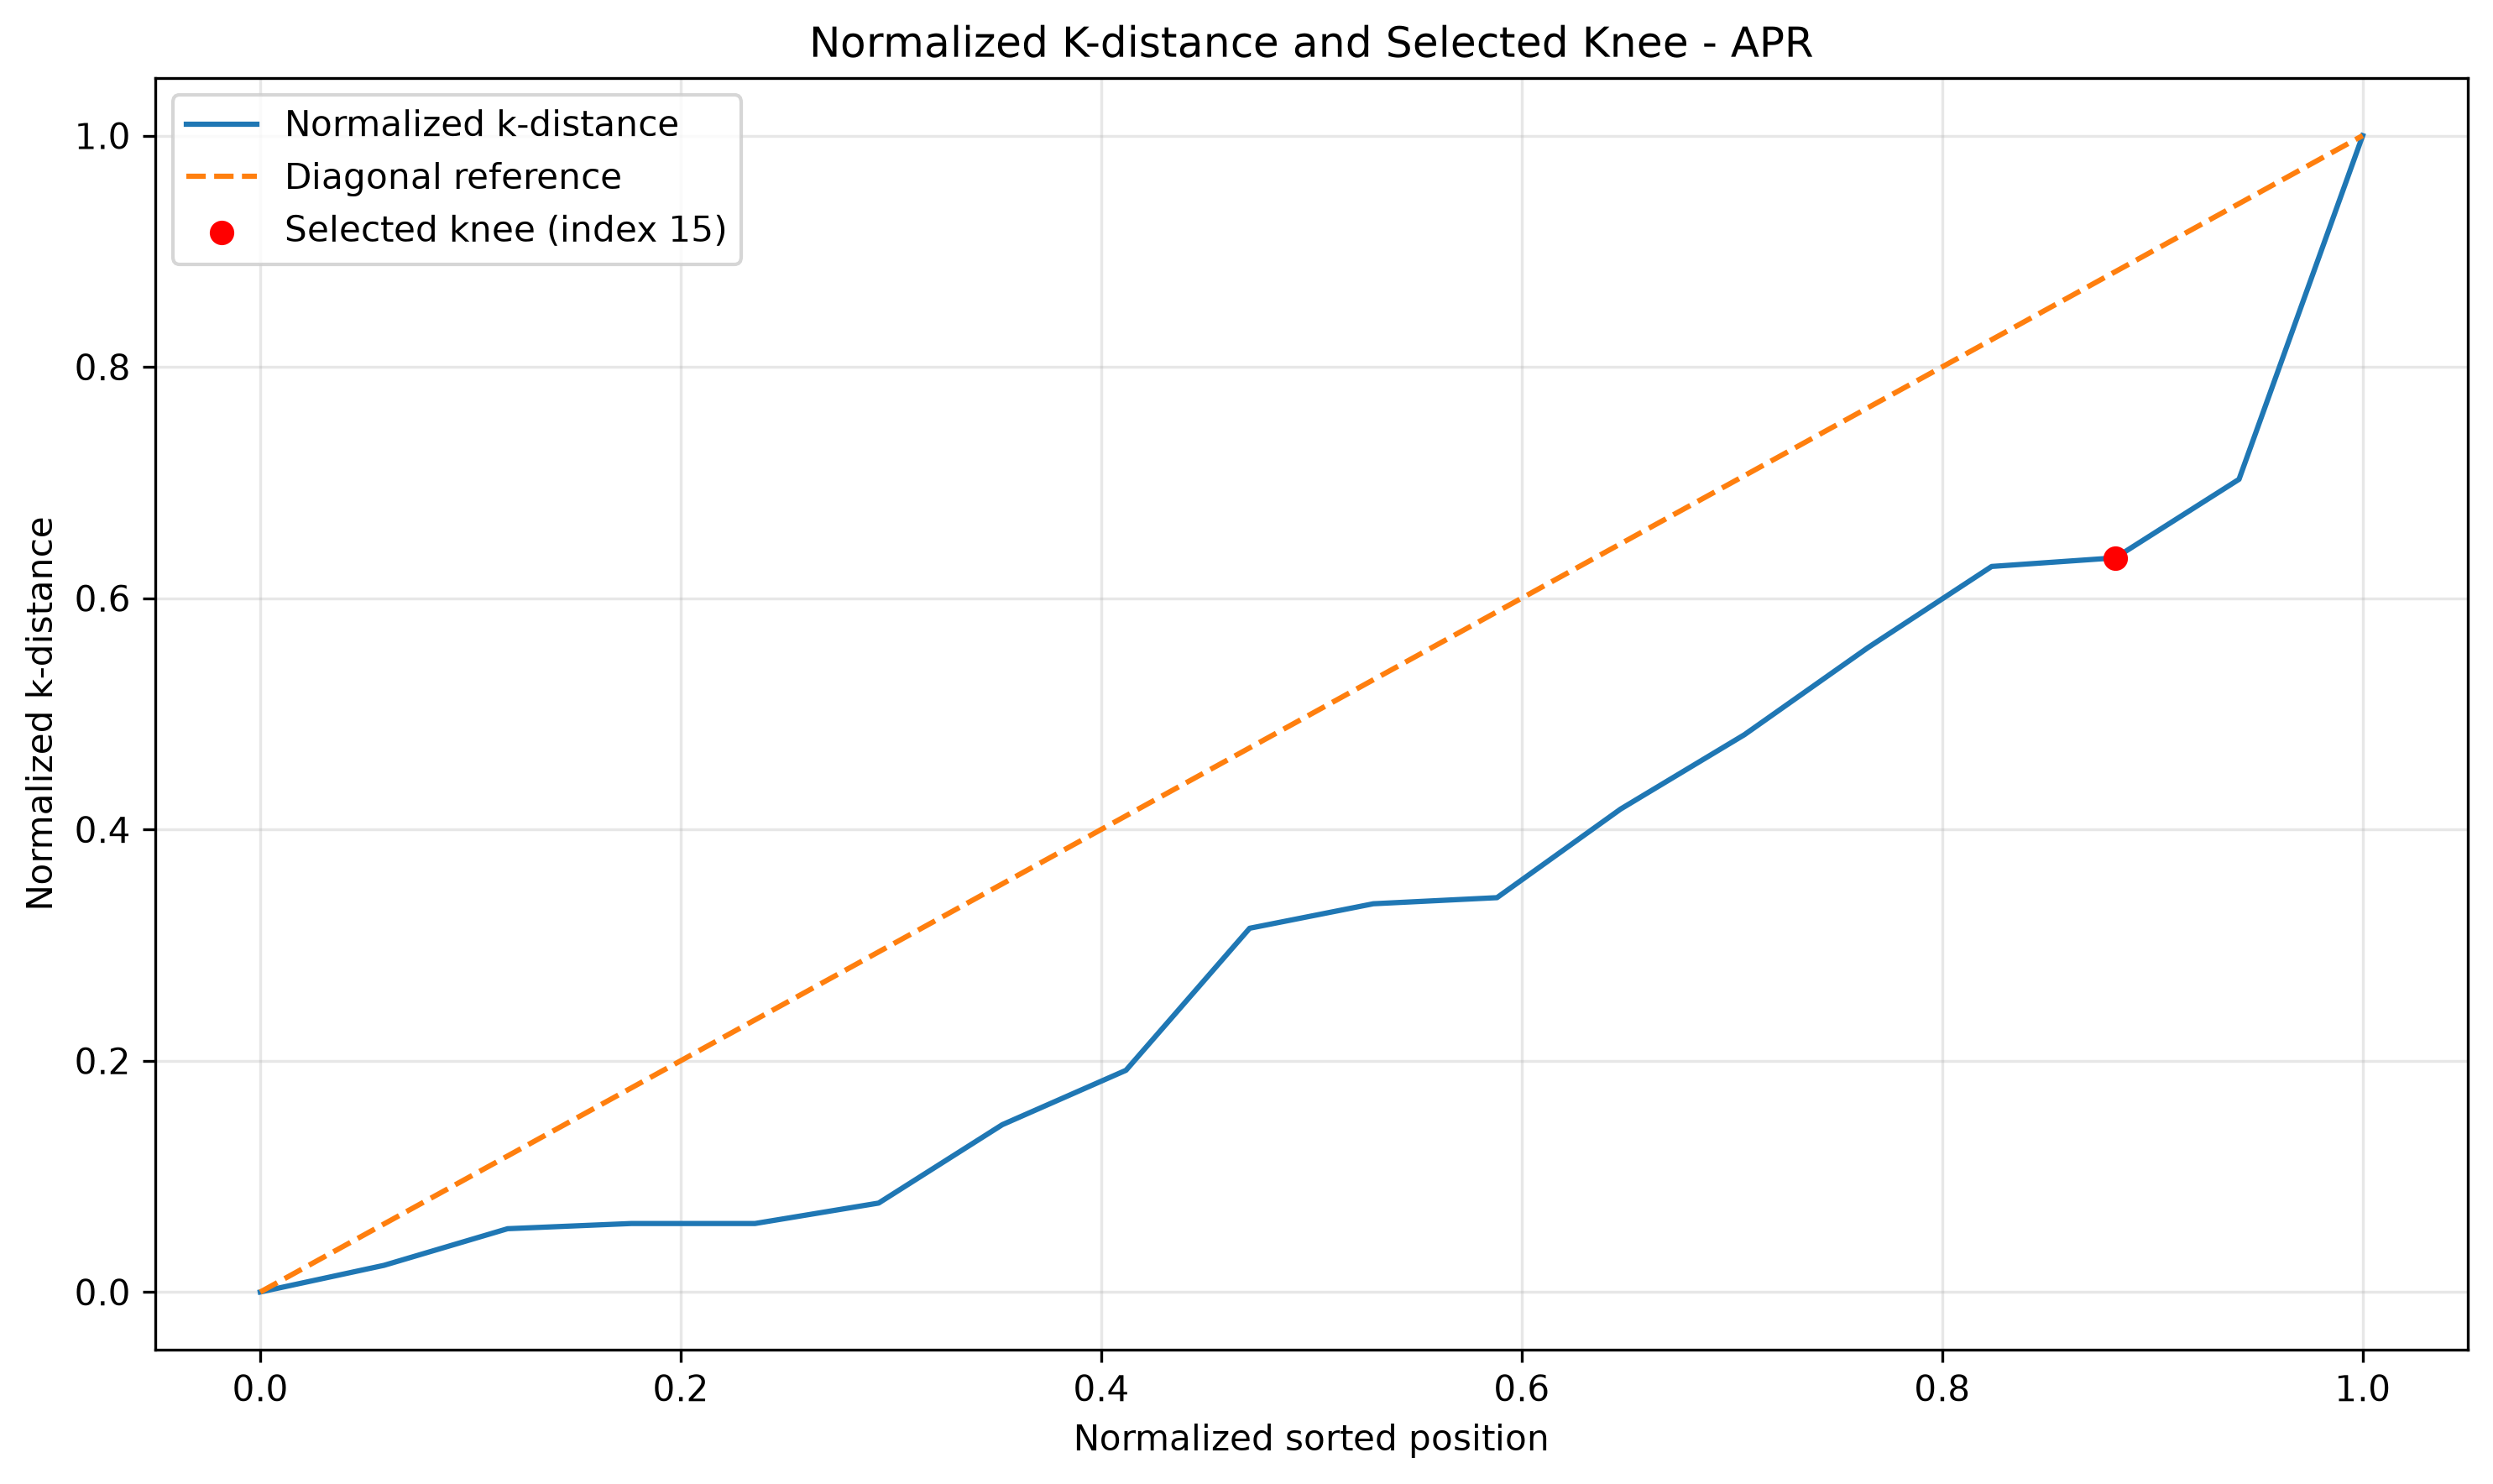 Normalized K-distance and Selected Knee - APR
Normalized k-distance
Diagonal reference
Selected knee (index 15)
1.0
0.8
0.6
0.4
0.2
0.0
Normalized k-distance
0.0 0.2 0.4 0.6 0.8 1.0
Normalized sorted position